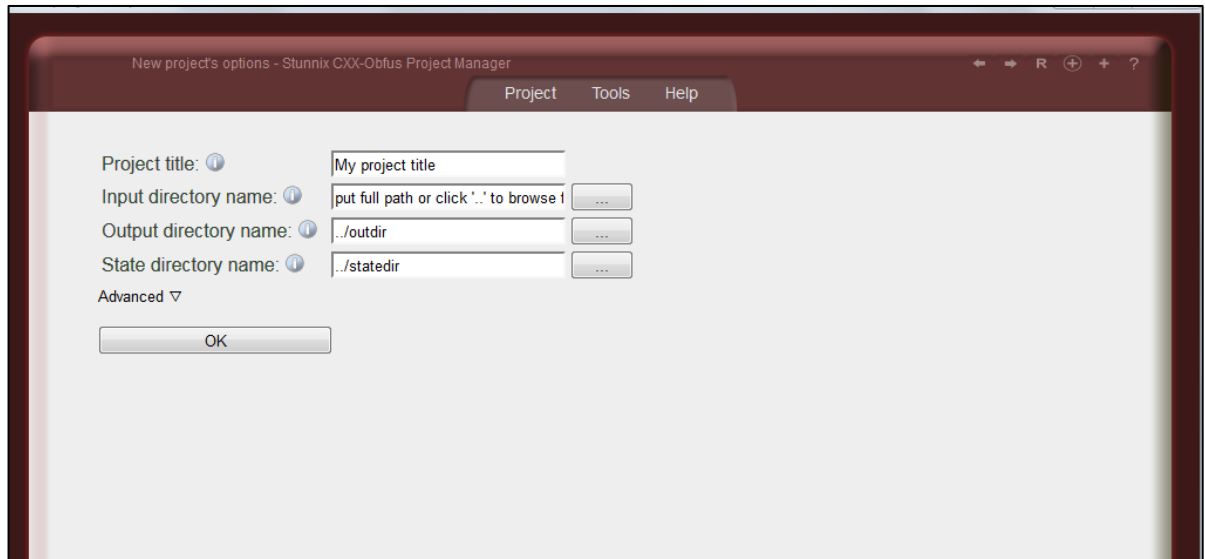 New project's options - Stunnix CXX-Obfus Project Manager
R + + ?
Project Tools Help
Project title: My project title
Input directory name: put full path or click '..' to browse f ...
Output directory name: ../outdir ...
State directory name: ../statedir ...
Advanced
OK